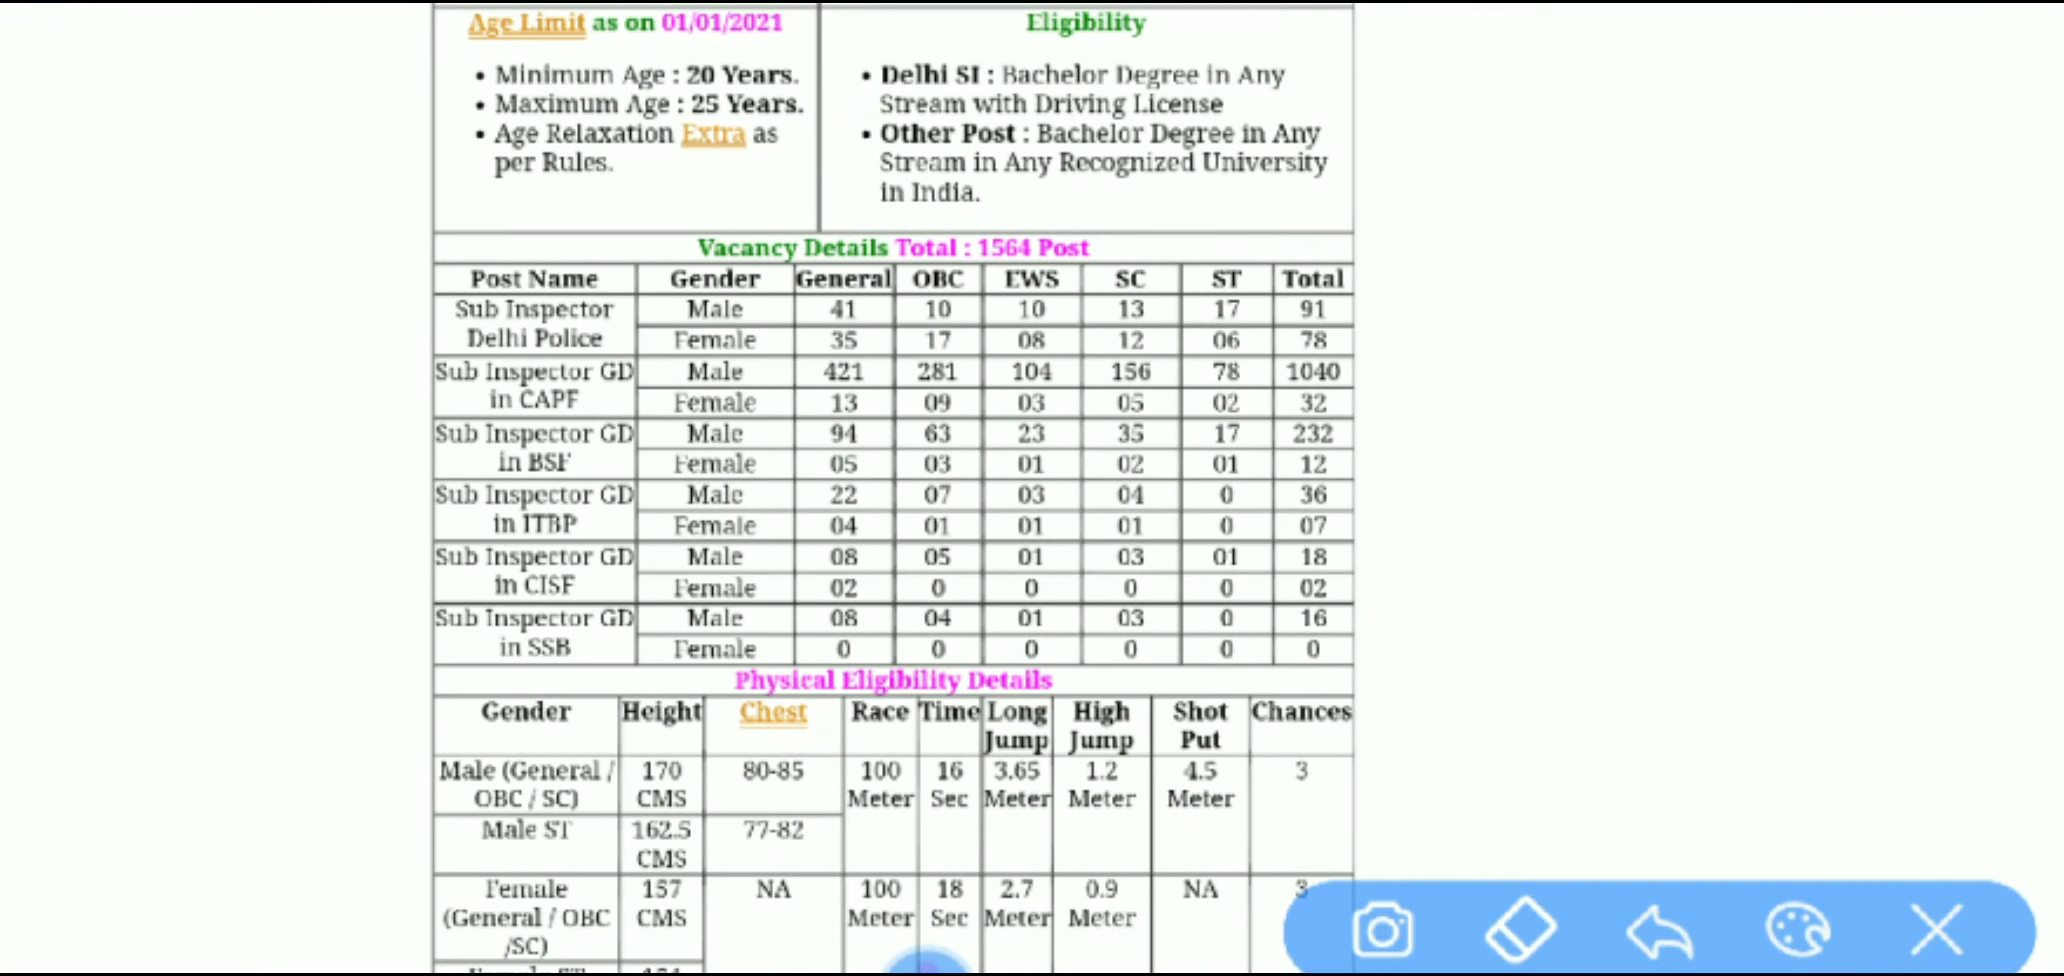 Age Limit as on 01/01/2021
• Minimum Age : 20 Years.
• Maximum Age : 25 Years.
• Age Relaxation Extra as
per Rules.
Eligibility
• Delhi SI : Bachelor Degree in Any
Stream with Driving License
• Other Post : Bachelor Degree in Any
Stream in Any Recognized University
in India.
Vacancy Details Total : 1564 Post
Post Name Gender General OBC EWS SC ST Total
Sub Inspector Delhi Police Male 41 10 10 13 17 91
Female 35 17 08 12 06 78
Sub Inspector GD in CAPF Male 421 281 104 156 78 1040
Female 13 09 03 05 02 32
Sub Inspector GD in BSF Male 94 63 23 35 17 232
Female 05 03 01 02 01 12
Sub Inspector GD in ITBP Male 22 07 03 04 0 36
Female 04 01 01 01 0 07
Sub Inspector GD in CISF Male 08 05 01 03 01 18
Female 02 0 0 0 0 02
Sub Inspector GD in SSB Male 08 04 01 03 0 16
Female 0 0 0 0 0 0
Physical Eligibility Details
Gender Height Chest Race Time Long Jump High Jump Shot Put Chances
Male (General / OBC / SC) 170 CMS 80-85 100 Meter 16 Sec 3.65 Meter 1.2 Meter 4.5 Meter 3
Male ST 162.5 CMS 77-82
Female (General / OBC /SC) 157 CMS NA 100 Meter 18 Sec 2.7 Meter 0.9 Meter NA 3